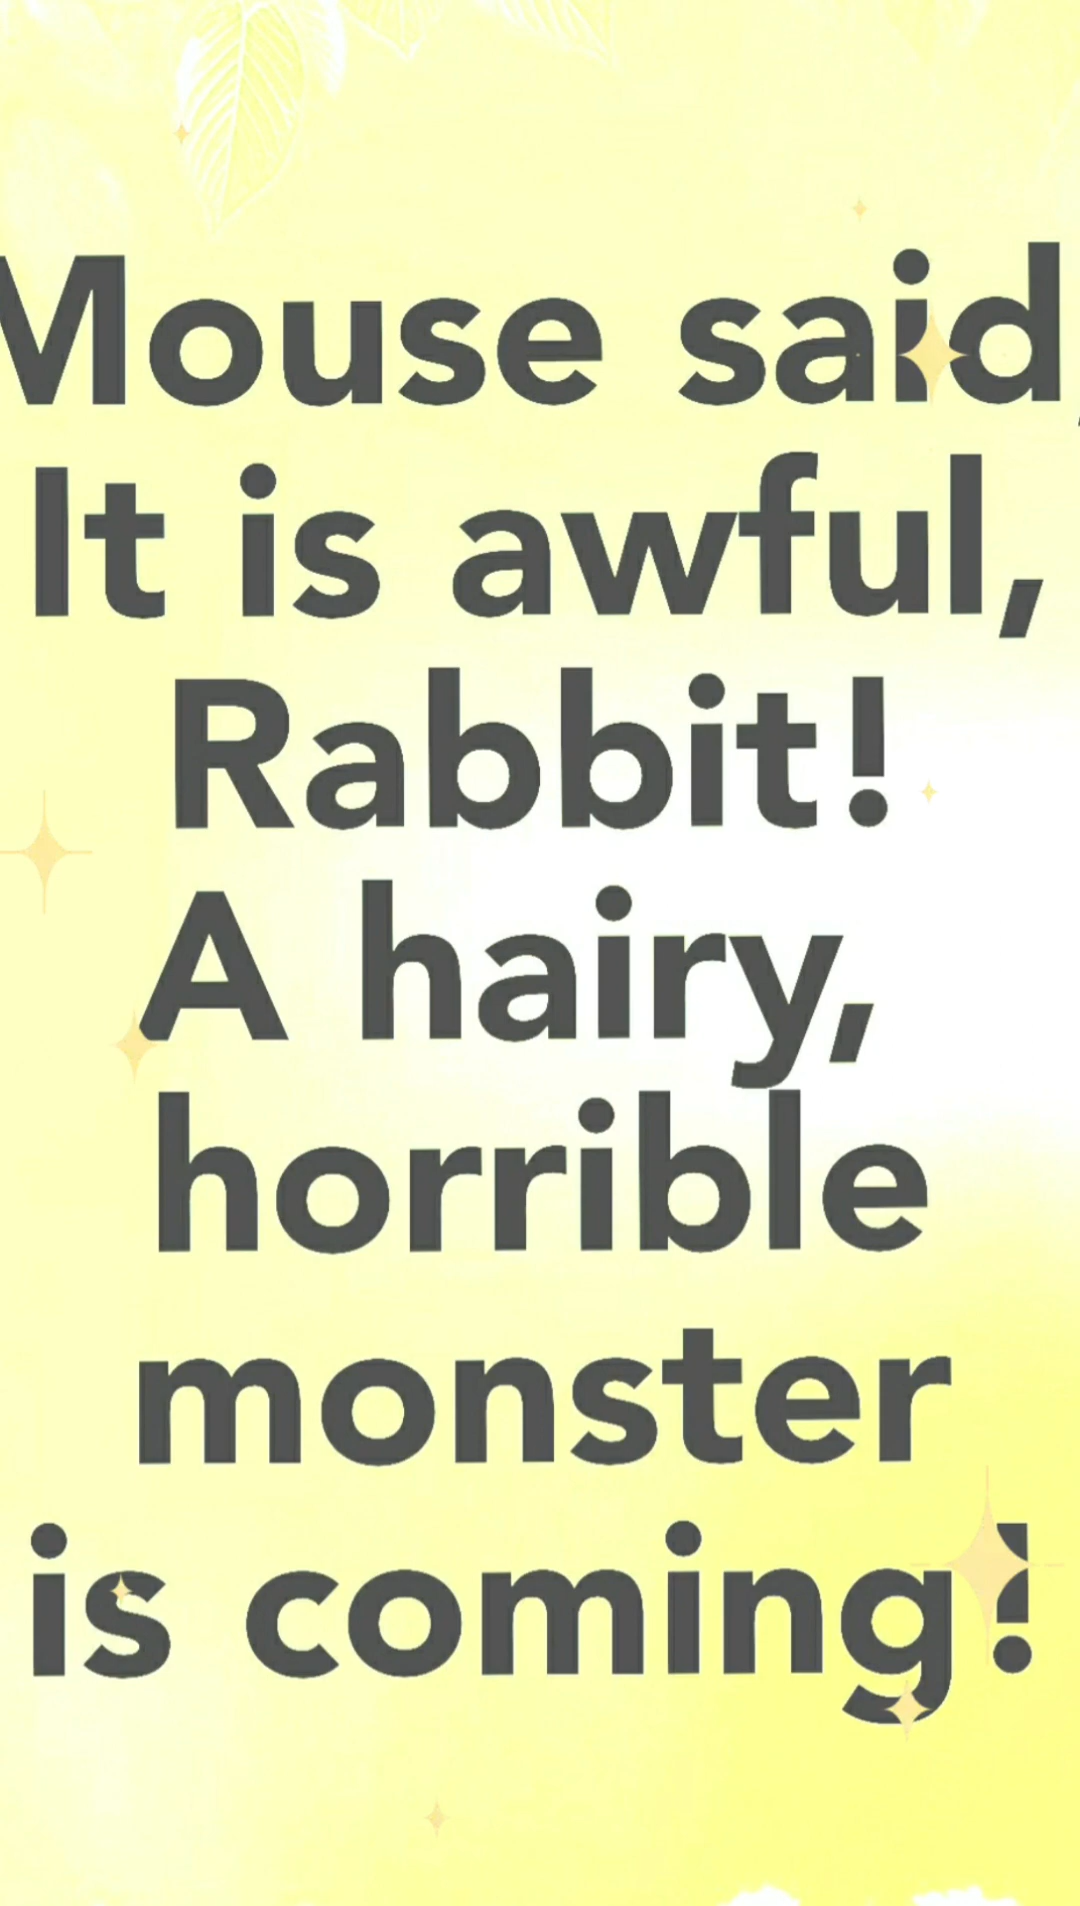 Mouse said,
It is awful,
Rabbit!
A hairy,
horrible
monster
is coming!